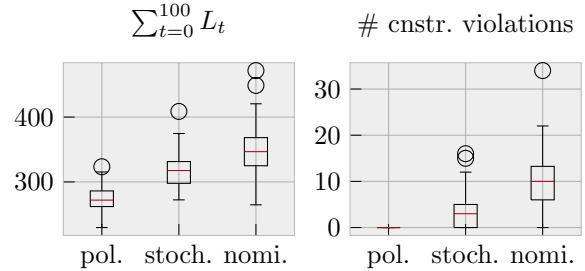 ∑_{t=0}^{100} L_t
# cnstr. violations
400
300
pol. stoch. nomi.
30
20
10
0
pol. stoch. nomi.